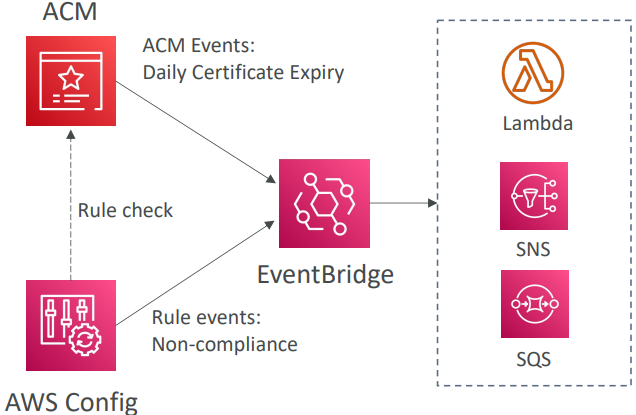 ACM
ACM Events:
Daily Certificate Expiry
Lambda
Rule check
SNS
EventBridge
Rule events:
Non-compliance
SQS
AWS Config